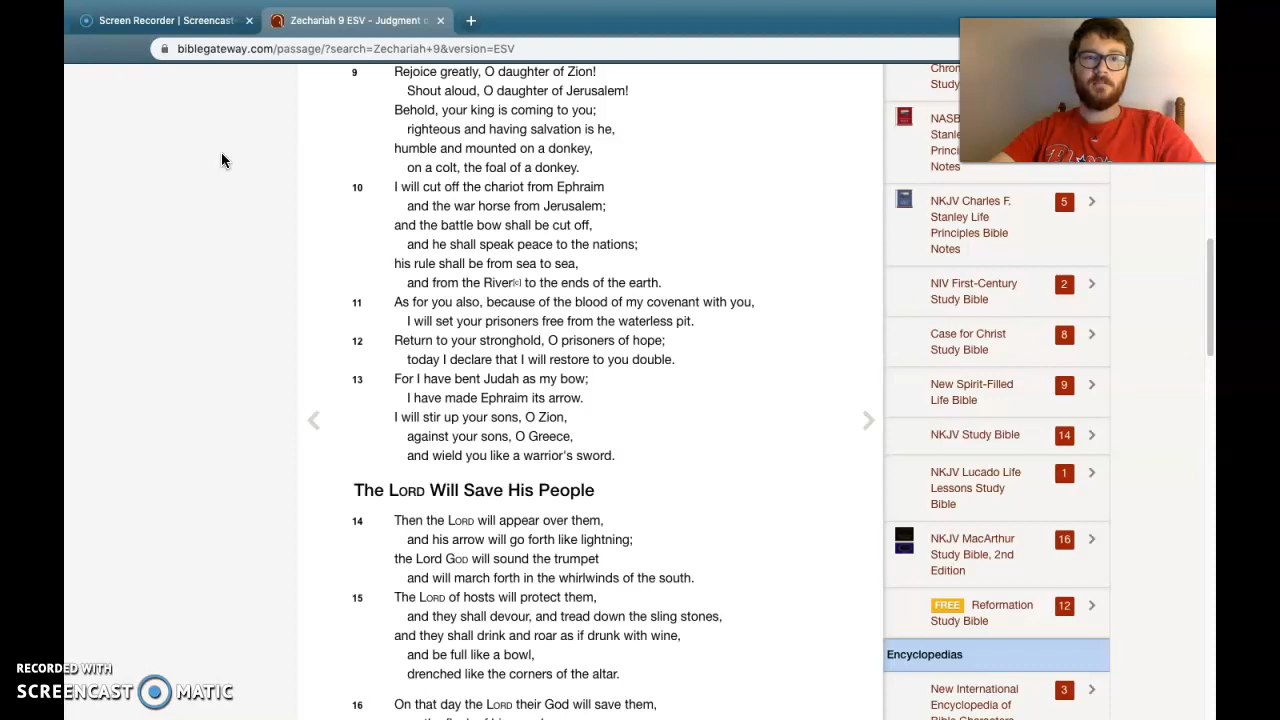 Screen Recorder | Screencast-
Zechariah 9 ESV - Judgment o
biblegateway.com/passage/?search=Zechariah+9&version=ESV
9 Rejoice greatly, O daughter of Zion!
Shout aloud, O daughter of Jerusalem!
Behold, your king is coming to you;
righteous and having salvation is he,
humble and mounted on a donkey,
on a colt, the foal of a donkey.
10 I will cut off the chariot from Ephraim
and the war horse from Jerusalem;
and the battle bow shall be cut off,
and he shall speak peace to the nations;
his rule shall be from sea to sea,
and from the River[c] to the ends of the earth.
11 As for you also, because of the blood of my covenant with you,
I will set your prisoners free from the waterless pit.
12 Return to your stronghold, O prisoners of hope;
today I declare that I will restore to you double.
13 For I have bent Judah as my bow;
I have made Ephraim its arrow.
I will stir up your sons, O Zion,
against your sons, O Greece,
and wield you like a warrior's sword.
The LORD Will Save His People
14 Then the LORD will appear over them,
and his arrow will go forth like lightning;
the Lord GOD will sound the trumpet
and will march forth in the whirlwinds of the south.
15 The LORD of hosts will protect them,
and they shall devour, and tread down the sling stones,
and they shall drink and roar as if drunk with wine,
and be full like a bowl,
drenched like the corners of the altar.
16 On that day the LORD their God will save them,
Chron
Study
NASB
Stanle
Princi
Notes
NKJV Charles F. 5
Stanley Life
Principles Bible
Notes
NIV First-Century 2
Study Bible
Case for Christ 8
Study Bible
New Spirit-Filled 9
Life Bible
NKJV Study Bible 14
NKJV Lucado Life 1
Lessons Study
Bible
NKJV MacArthur 16
Study Bible, 2nd
Edition
FREE Reformation 12
Study Bible
Encyclopedias
New International 3
Encyclopedia of
Bible Characters
RECORDED WITH
SCREENCAST MATIC